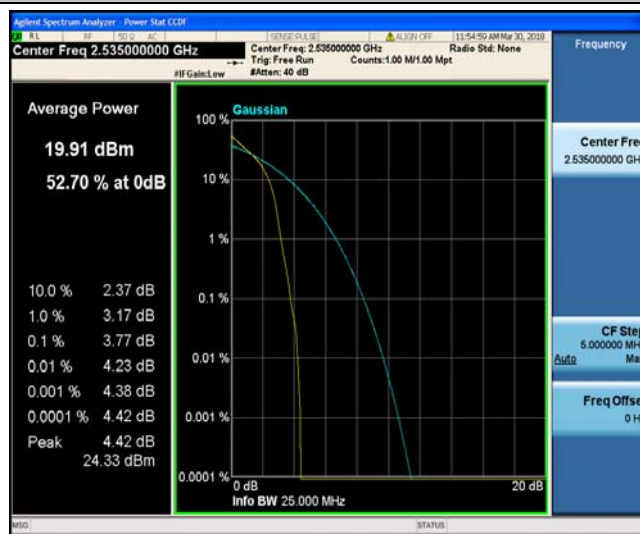 Agilent Spectrum Analyzer - Power Stat CCDF
RL RF 50 Ω AC SENSE:PULSE ALIGN OFF 11:54:59 AM Mar 30, 2018
Center Freq 2.535000000 GHz
Center Freq: 2.535000000 GHz Radio Std: None
Trig: Free Run Counts:1.00 M/1.00 Mpt
#IFGain:Low #Atten: 40 dB
Frequency
Center Fre
2.535000000 GH
CF Step
5.000000 MH
Auto Ma
Freq Offse
0 H
Average Power
19.91 dBm
52.70 % at 0dB
10.0 % 2.37 dB
1.0 % 3.17 dB
0.1 % 3.77 dB
0.01 % 4.23 dB
0.001 % 4.38 dB
0.0001 % 4.42 dB
Peak 4.42 dB
24.33 dBm
Gaussian
100 %
10 %
1 %
0.1 %
0.01 %
0.001 %
0.0001 %
0 dB 20 dB
Info BW 25.000 MHz
MSG STATUS